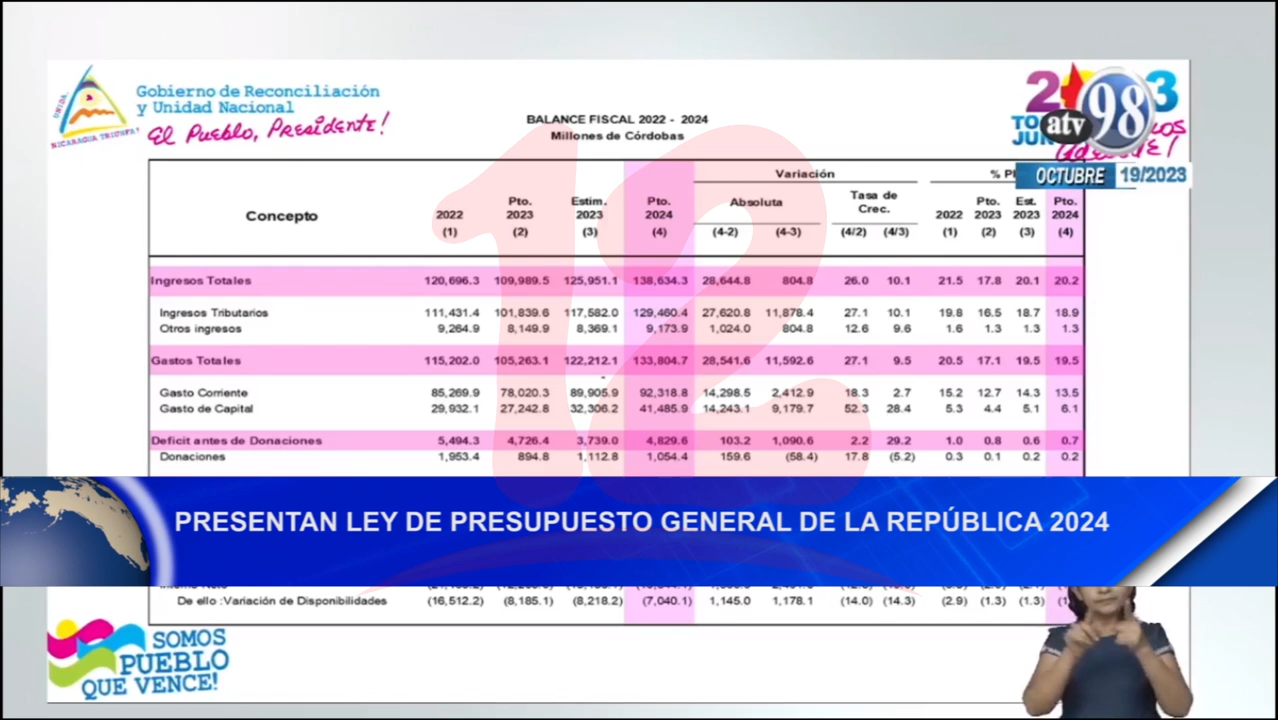 UNIDA,
NICARAGUA TRIUNFA!
Gobierno de Reconciliación
y Unidad Nacional
El Pueblo, Presidente!
BALANCE FISCAL 2022 - 2024
Millones de Córdobas
atv 98
OCTUBRE 19/2023
12
Variación
Concepto 2022 Pto. 2023 Estim. 2023 Pto. 2024 Absoluta Tasa de Crec. 2022 Pto. 2023 Est. 2023 Pto. 2024
(1) (2) (3) (4) (4-2) (4-3) (4/2) (4/3) (1) (2) (3) (4)
Ingresos Totales 120,696.3 109,989.5 125,951.1 138,634.3 28,644.8 804.8 26.0 10.1 21.5 17.8 20.1 20.2
Ingresos Tributarios 111,431.4 101,839.6 117,582.0 129,460.4 27,620.8 11,878.4 27.1 10.1 19.8 16.5 18.7 18.9
Otros ingresos 9,264.9 8,149.9 8,369.1 9,173.9 1,024.0 804.8 12.6 9.6 1.6 1.3 1.3 1.3
Gastos Totales 115,202.0 105,263.1 122,212.1 133,804.7 28,541.6 11,592.6 27.1 9.5 20.5 17.1 19.5 19.5
-
Gasto Corriente 85,269.9 78,020.3 89,905.9 92,318.8 14,298.5 2,412.9 18.3 2.7 15.2 12.7 14.3 13.5
Gasto de Capital 29,932.1 27,242.8 32,306.2 41,485.9 14,243.1 9,179.7 52.3 28.4 5.3 4.4 5.1 6.1
Deficit antes de Donaciones 5,494.3 4,726.4 3,739.0 4,829.6 103.2 1,090.6 2.2 29.2 1.0 0.8 0.6 0.7
Donaciones 1,953.4 894.8 1,112.8 1,054.4 159.6 (58.4) 17.8 (5.2) 0.3 0.1 0.2 0.2
PRESENTAN LEY DE PRESUPUESTO GENERAL DE LA REPÚBLICA 2024
De ello :Variación de Disponibilidades (16,512.2) (8,185.1) (8,218.2) (7,040.1) 1,145.0 1,178.1 (14.0) (14.3) (2.9) (1.3) (1.3)
SOMOS
PUEBLO
QUE VENCE!